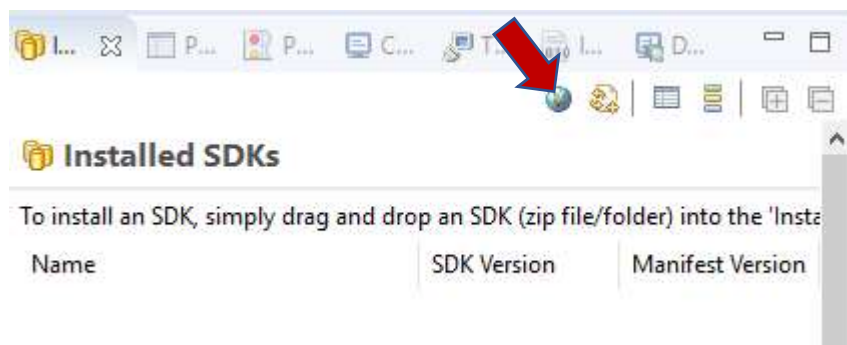 I... P... P... C... T... I... D...
Installed SDKs
To install an SDK, simply drag and drop an SDK (zip file/folder) into the 'Insta
Name SDK Version Manifest Version